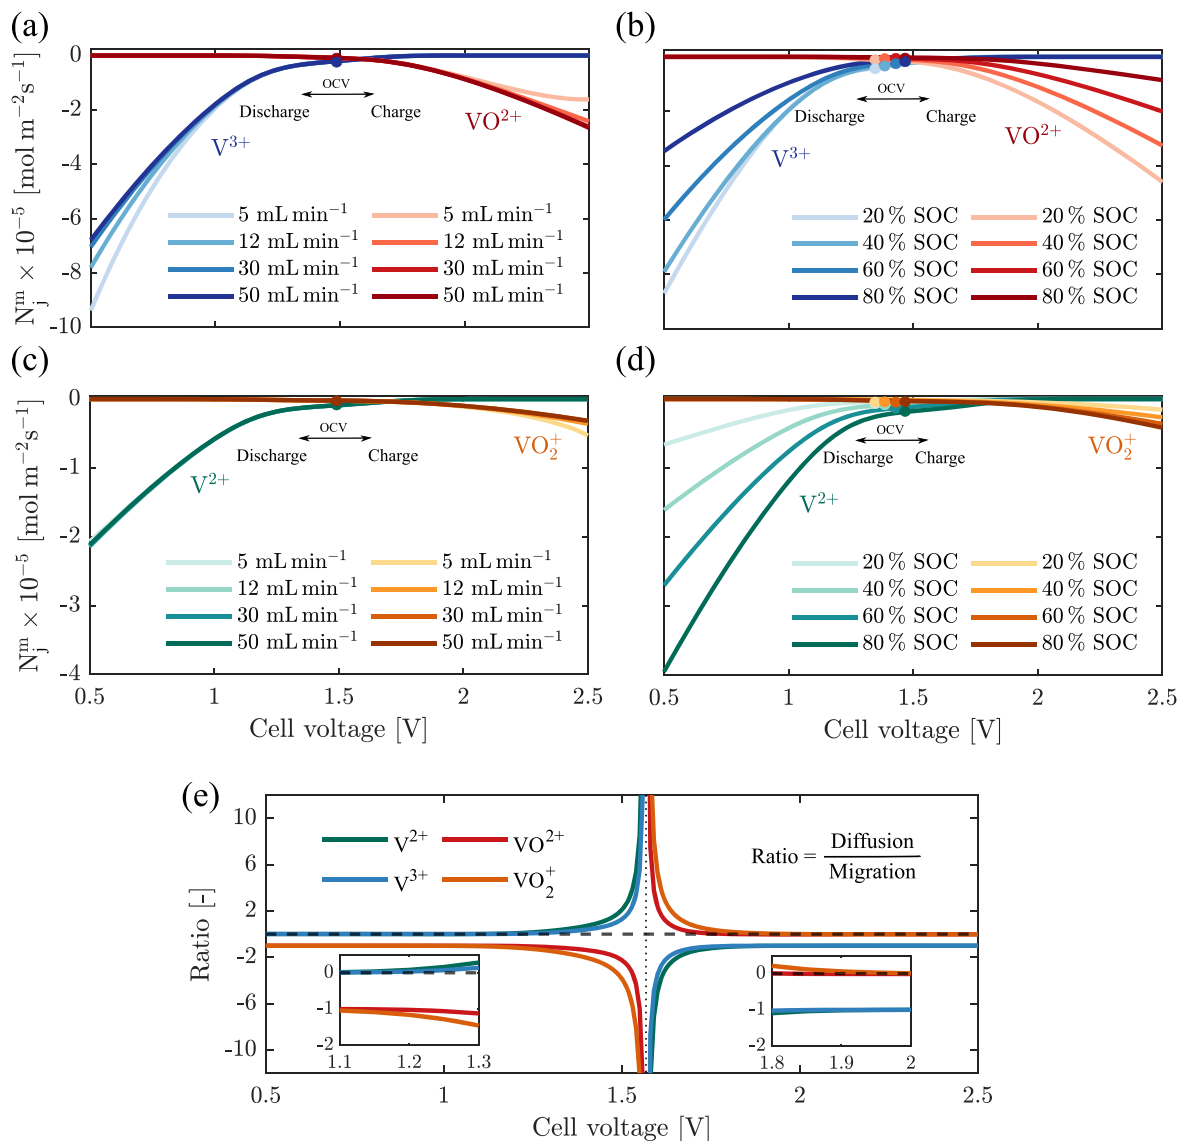 (a)
N_j^m × 10^−5 [mol m^−2 s^−1]
0
-2
-4
-6
-8
-10
OCV
Discharge
Charge
V^3+
VO^2+
5 mL min^−1 5 mL min^−1
12 mL min^−1 12 mL min^−1
30 mL min^−1 30 mL min^−1
50 mL min^−1 50 mL min^−1
(b)
OCV
Discharge
Charge
V^3+
VO^2+
20 % SOC 20 % SOC
40 % SOC 40 % SOC
60 % SOC 60 % SOC
80 % SOC 80 % SOC
(c)
N_j^m × 10^−5 [mol m^−2 s^−1]
0
-1
-2
-3
-4
OCV
Discharge
Charge
V^2+
VO_2^+
5 mL min^−1 5 mL min^−1
12 mL min^−1 12 mL min^−1
30 mL min^−1 30 mL min^−1
50 mL min^−1 50 mL min^−1
0.5 1 1.5 2 2.5
Cell voltage [V]
(d)
OCV
Discharge
Charge
V^2+
VO_2^+
20 % SOC 20 % SOC
40 % SOC 40 % SOC
60 % SOC 60 % SOC
80 % SOC 80 % SOC
0.5 1 1.5 2 2.5
Cell voltage [V]
(e)
Ratio [-]
10
6
2
-2
-6
-10
V^2+ VO^2+
V^3+ VO_2^+
Ratio = Diffusion
Migration
0
-1
-2
1.1 1.2 1.3
0
-1
-2
1.8 1.9 2
0.5 1 1.5 2 2.5
Cell voltage [V]